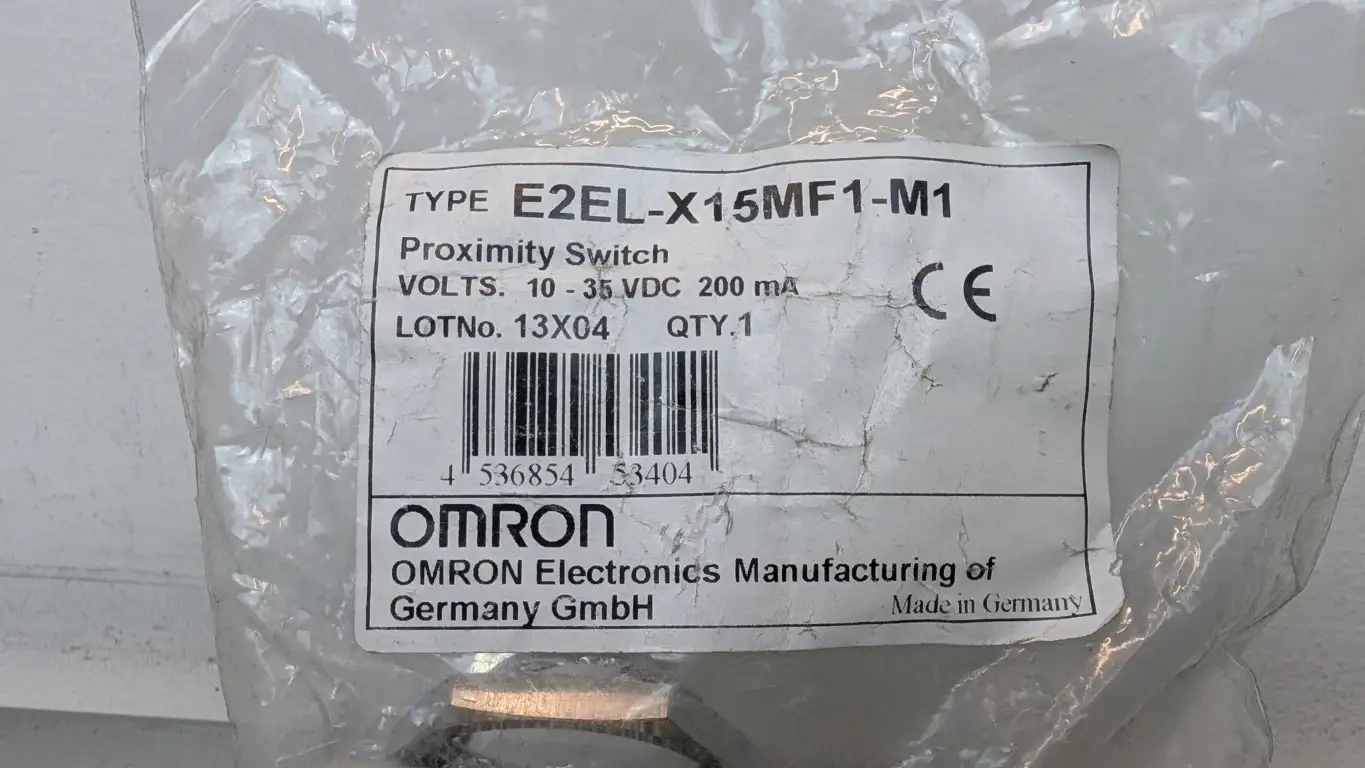 TYPE E2EL-X15MF1-M1
Proximity Switch
VOLTS. 10 - 35 VDC 200 mA
LOTNo. 13X04 QTY.1
CE
4 536854 53404
OMRON
OMRON Electronics Manufacturing of
Germany GmbH
Made in Germany